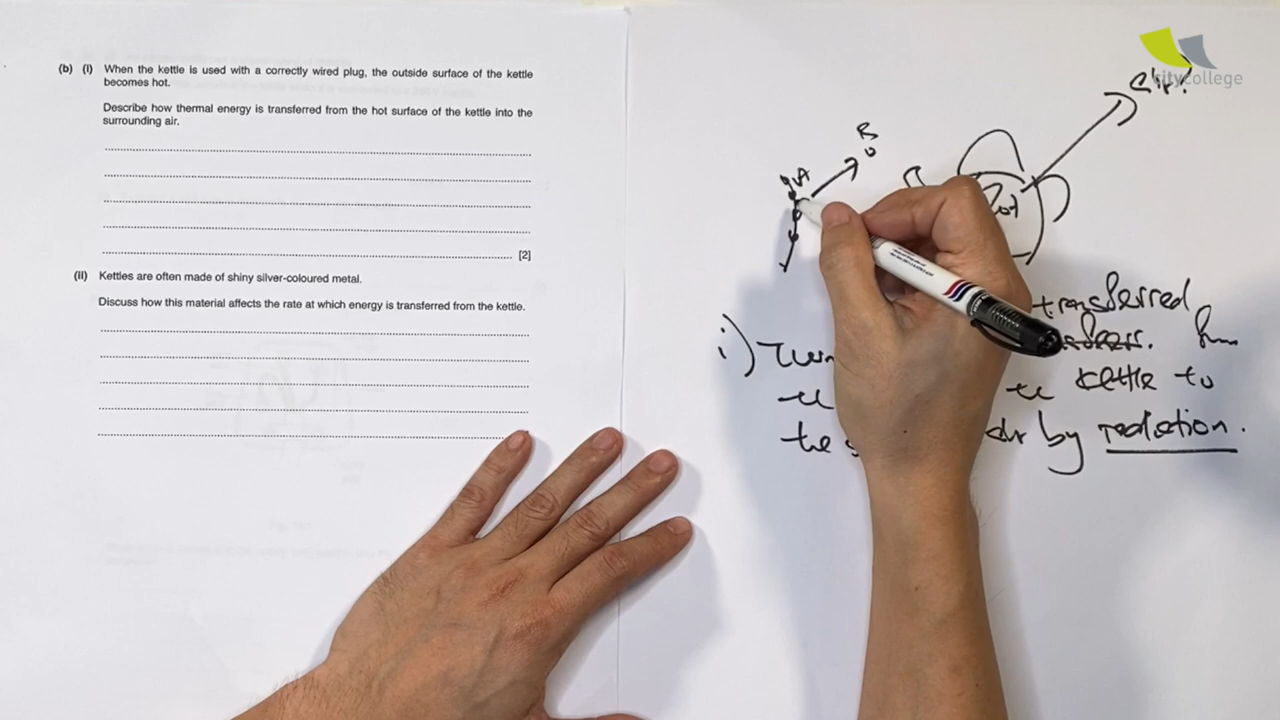 (b) (i) When the kettle is used with a correctly wired plug, the outside surface of the kettle
becomes hot.
Describe how thermal energy is transferred from the hot surface of the kettle into the
surrounding air.
[2]
(ii) Kettles are often made of shiny silver-coloured metal.
Discuss how this material affects the rate at which energy is transferred from the kettle.
citycollege
air
A
B
hot
transferred
i) from
kettle to
the by radiation.